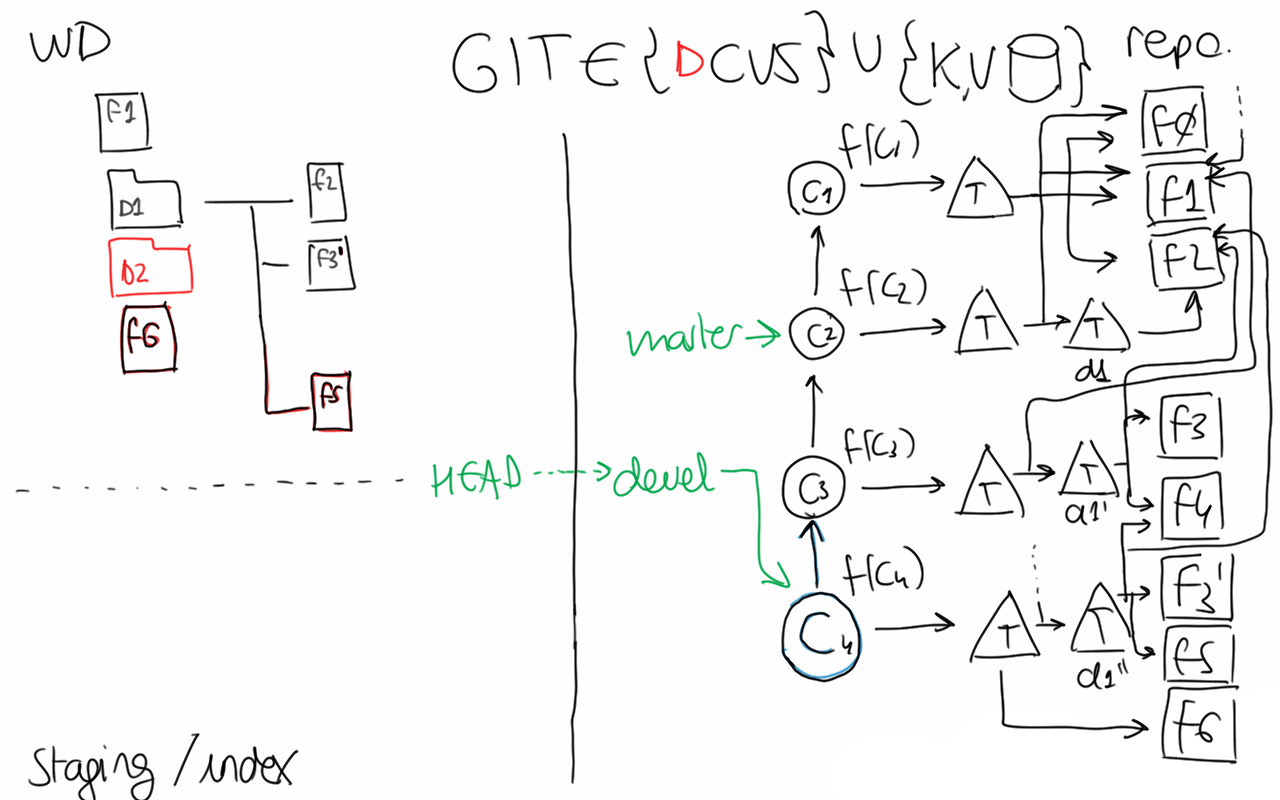 WD
GIT ∈ {DCVS} ∪ {K,V } repo.
f1
D1
f2
D2
f3'
f6
f5
HEAD
Staging/index
master
devel
C1
f(C1)
T
C2
f(C2)
T
T
d1
C3
f(C3)
T
T
d1'
C4
f(C4)
T
T
d1''
fØ
f1
f2
f3
f4
f3'
f5
f6